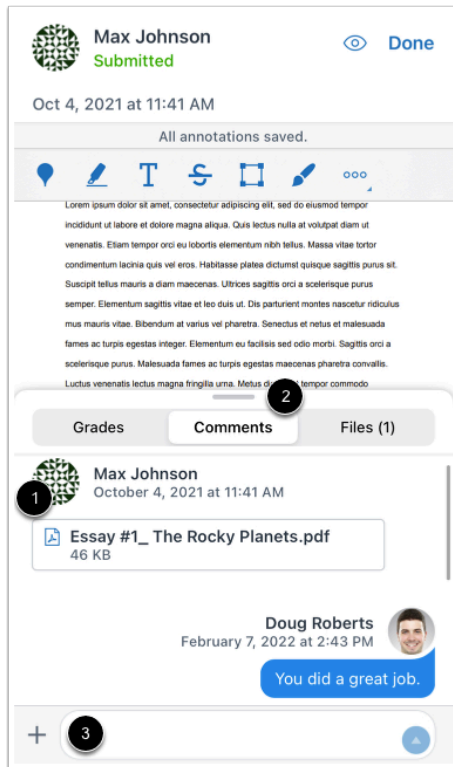 Max Johnson
Done
Submitted
Oct 4, 2021 at 11:41 AM
All annotations saved.
T S
Lorem ipsum dolor sit amet, consectetur adipiscing elit, sed do eiusmod tempor
incididunt ut labore et dolore magna aliqua. Quis lectus nulla at volutpat diam ut
venenatis. Etiam tempor orci eu lobortis elementum nibh tellus. Massa vitae tortor
condimentum lacinia quis vel eros. Habitasse platea dictumst quisque sagittis purus sit.
Suscipit tellus mauris a diam maecenas. Ultrices sagittis orci a scelerisque purus
semper. Elementum sagittis vitae et leo duis ut. Dis parturient montes nascetur ridiculus
mus mauris vitae. Bibendum at varius vel pharetra. Senectus et netus et malesuada
fames ac turpis egestas integer. Elementum eu facilisis sed odio morbi. Sagittis orci a
scelerisque purus. Malesuada fames ac turpis egestas maecenas pharetra convallis.
Luctus venenatis lectus magna fringilla urna. Metus tempor commodo
2
Grades Comments Files (1)
Max Johnson
1
October 4, 2021 at 11:41 AM
Essay #1_ The Rocky Planets.pdf
46 KB
Doug Roberts
February 7, 2022 at 2:43 PM
You did a great job.
+ 3